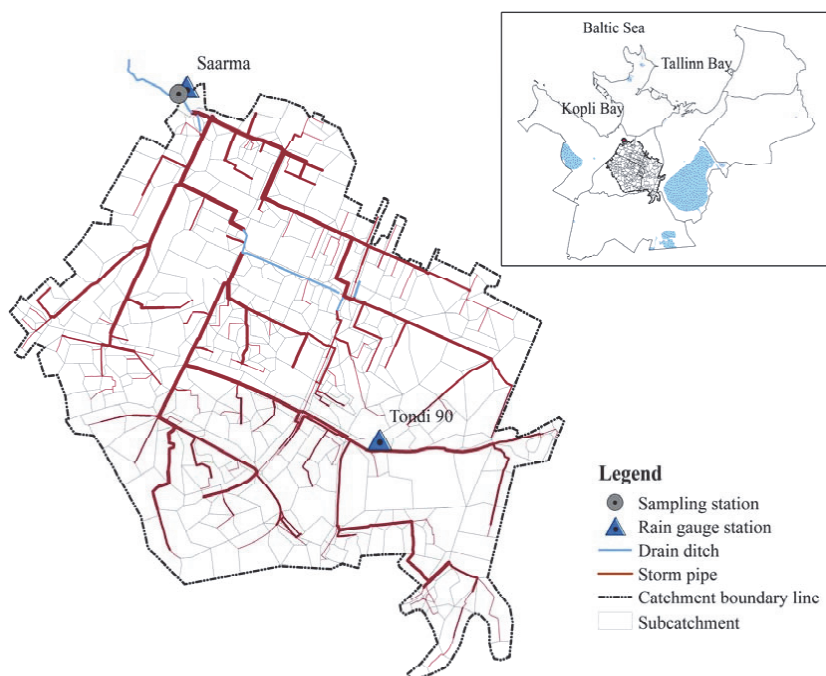 Saarma
Baltic Sea
Tallinn Bay
Kopli Bay
Tondi 90
Legend
Sampling station
Rain gauge station
Drain ditch
Storm pipe
Catchment boundary line
Subcatchment